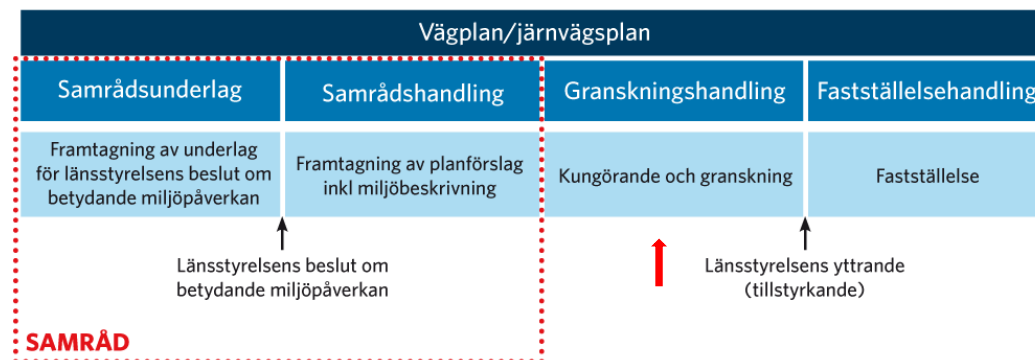 Vägplan/järnvägsplan
Samrådsunderlag
Samrådshandling
Granskningshandling
Fastställelsehandling
Framtagning av underlag
för länsstyrelsens beslut om
betydande miljöpåverkan
Framtagning av planförslag
inkl miljöbeskrivning
Kungörande och granskning
Fastställelse
Länsstyrelsens beslut om
betydande miljöpåverkan
Länsstyrelsens yttrande
(tillstyrkande)
SAMRÅD